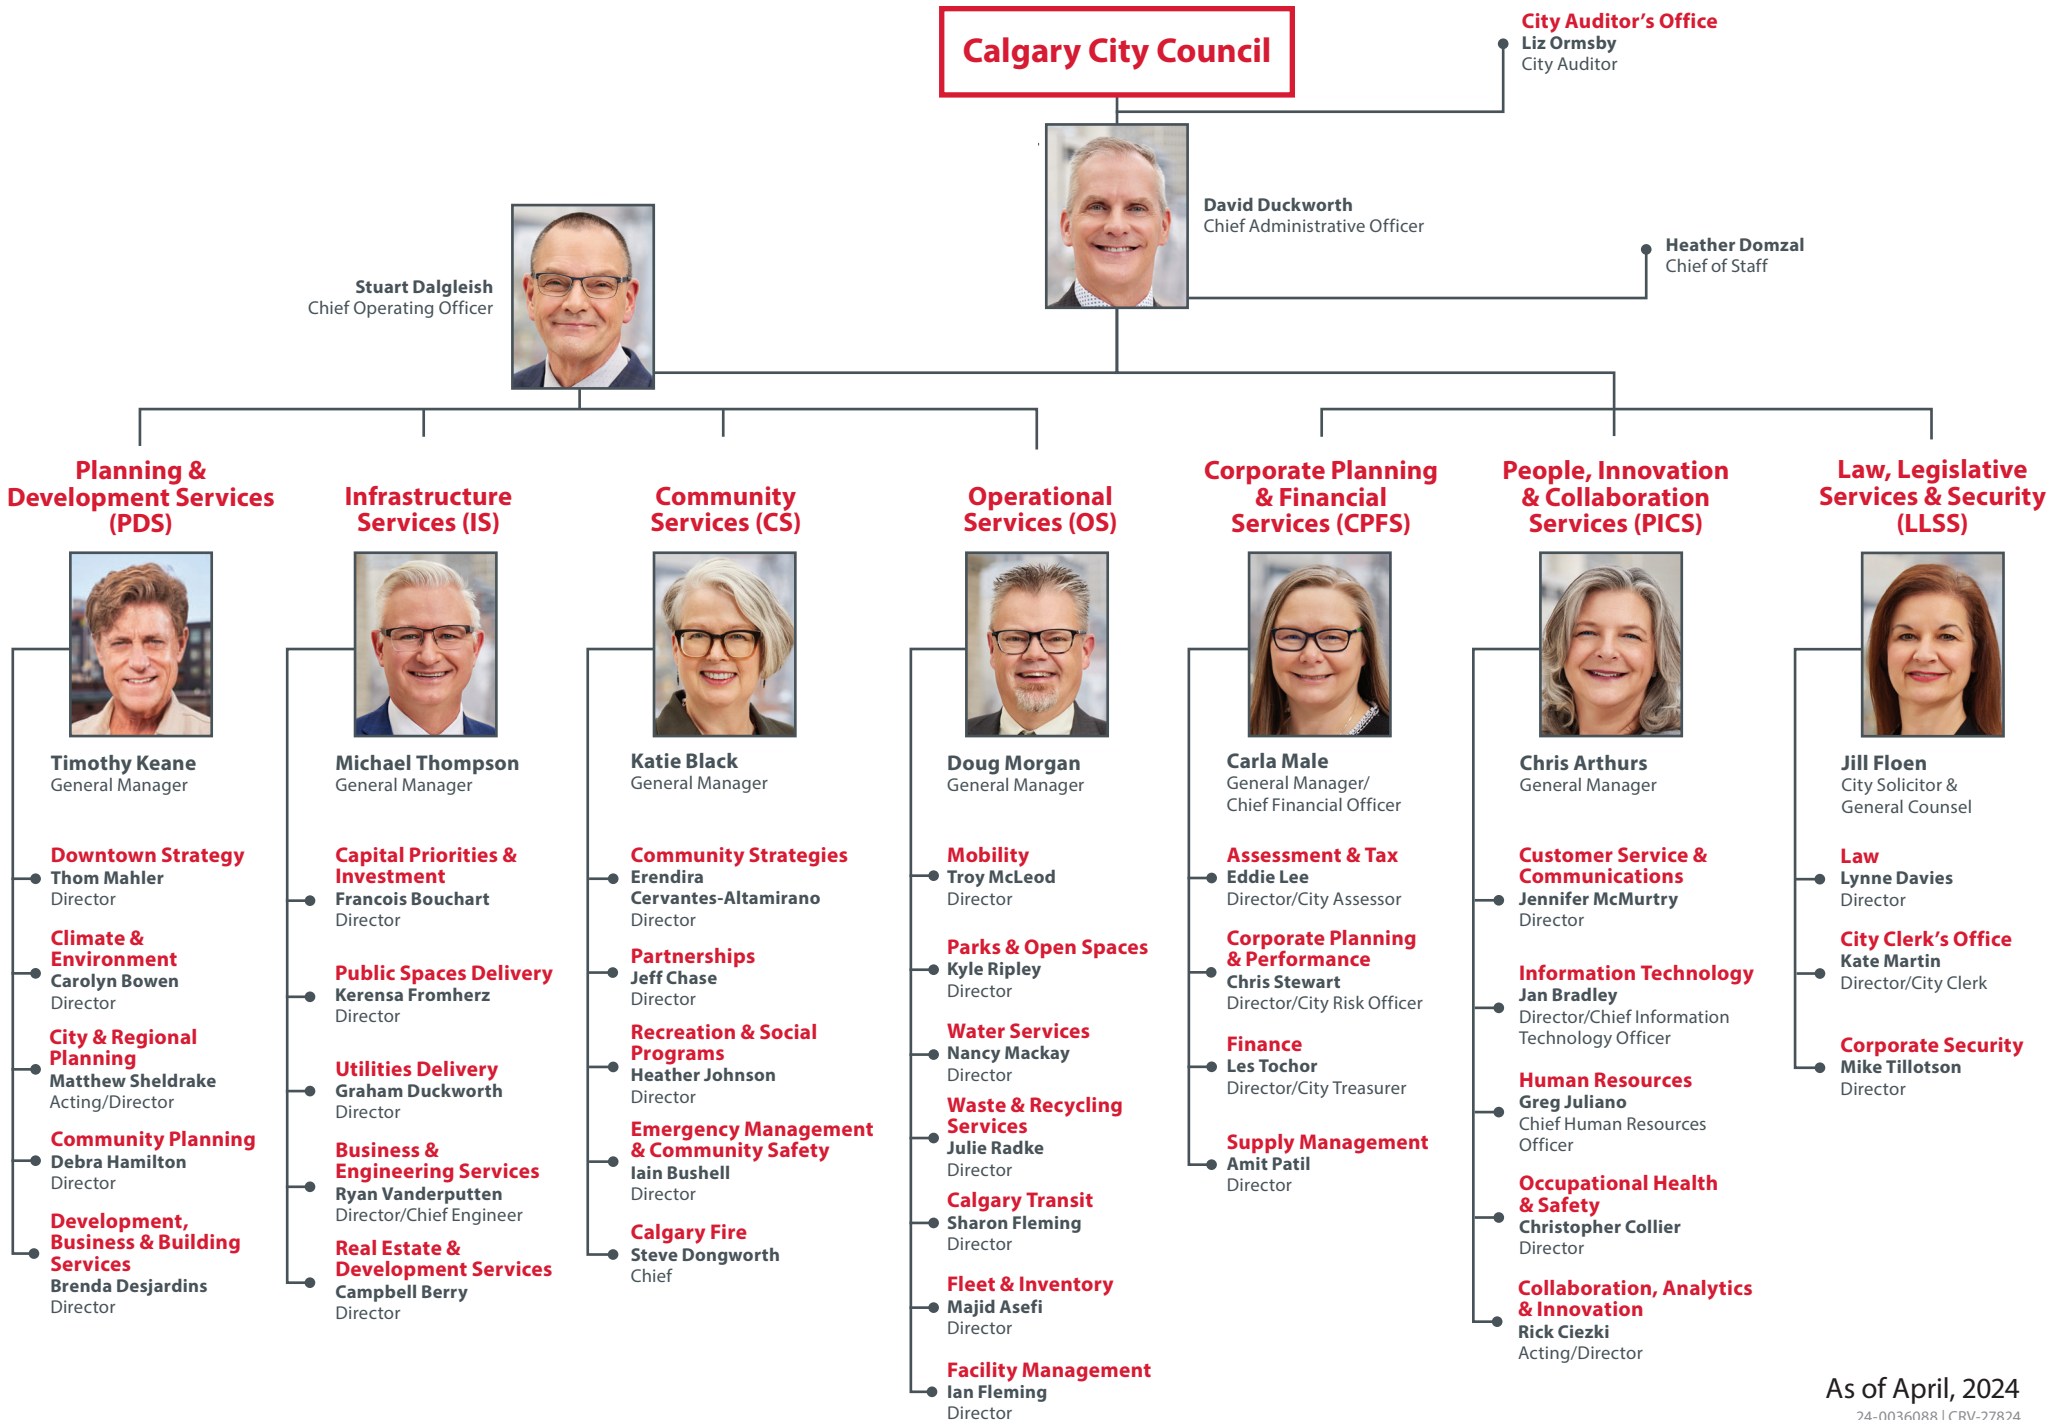 Calgary City Council
City Auditor's Office
Liz Ormsby
City Auditor
David Duckworth
Chief Administrative Officer
Heather Domzal
Chief of Staff
Stuart Dalgleish
Chief Operating Officer
Planning &
Development Services
(PDS)
Timothy Keane
General Manager
Downtown Strategy
Thom Mahler
Director
Climate &
Environment
Carolyn Bowen
Director
City & Regional
Planning
Matthew Sheldrake
Acting/Director
Community Planning
Debra Hamilton
Director
Development,
Business & Building
Services
Brenda Desjardins
Director
Infrastructure
Services (IS)
Michael Thompson
General Manager
Capital Priorities &
Investment
Francois Bouchart
Director
Public Spaces Delivery
Kerensa Fromherz
Director
Utilities Delivery
Graham Duckworth
Director
Business &
Engineering Services
Ryan Vanderputten
Director/Chief Engineer
Real Estate &
Development Services
Campbell Berry
Director
Community
Services (CS)
Katie Black
General Manager
Community Strategies
Erendira
Cervantes-Altamirano
Director
Partnerships
Jeff Chase
Director
Recreation & Social
Programs
Heather Johnson
Director
Emergency Management
& Community Safety
Iain Bushell
Director
Calgary Fire
Steve Dongworth
Chief
Operational
Services (OS)
Doug Morgan
General Manager
Mobility
Troy McLeod
Director
Parks & Open Spaces
Kyle Ripley
Director
Water Services
Nancy Mackay
Director
Waste & Recycling
Services
Julie Radke
Director
Calgary Transit
Sharon Fleming
Director
Fleet & Inventory
Majid Asefi
Director
Facility Management
Ian Fleming
Director
Corporate Planning
& Financial
Services (CPFS)
Carla Male
General Manager/
Chief Financial Officer
Assessment & Tax
Eddie Lee
Director/City Assessor
Corporate Planning
& Performance
Chris Stewart
Director/City Risk Officer
Finance
Les Tochor
Director/City Treasurer
Supply Management
Amit Patil
Director
People, Innovation
& Collaboration
Services (PICS)
Chris Arthurs
General Manager
Customer Service &
Communications
Jennifer McMurtry
Director
Information Technology
Jan Bradley
Director/Chief Information
Technology Officer
Human Resources
Greg Juliano
Chief Human Resources
Officer
Occupational Health
& Safety
Christopher Collier
Director
Collaboration, Analytics
& Innovation
Rick Ciezki
Acting/Director
Law, Legislative
Services & Security
(LLSS)
Jill Floen
City Solicitor &
General Counsel
Law
Lynne Davies
Director
City Clerk's Office
Kate Martin
Director/City Clerk
Corporate Security
Mike Tillotson
Director
As of April, 2024
24-0036088 | CRV-27824